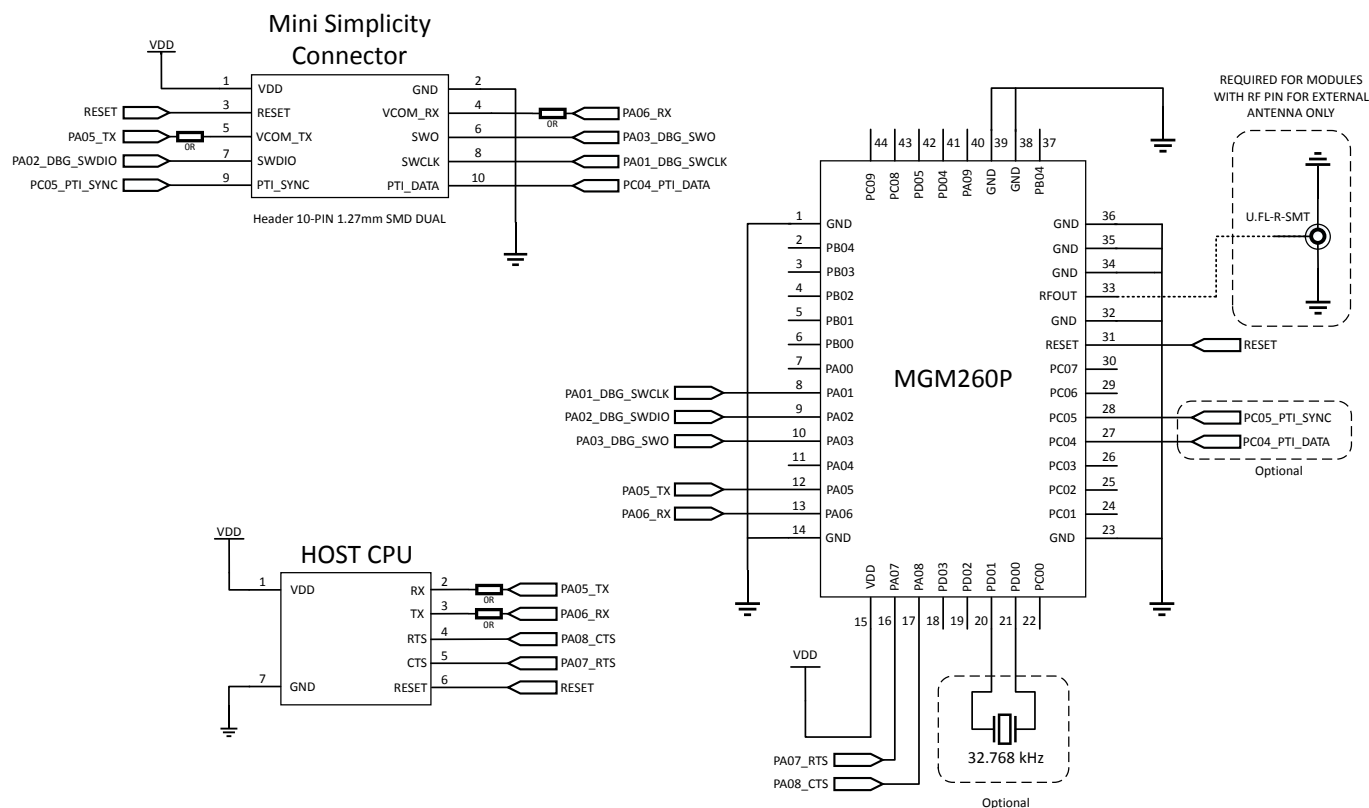 Mini Simplicity
Connector
VDD
1 VDD GND 2
RESET 3 RESET VCOM_RX 4 0R PA06_RX
PA05_TX 0R 5 VCOM_TX SWO 6 PA03_DBG_SWO
PA02_DBG_SWDIO 7 SWDIO SWCLK 8 PA01_DBG_SWCLK
PC05_PTI_SYNC 9 PTI_SYNC PTI_DATA 10 PC04_PTI_DATA
Header 10-PIN 1.27mm SMD DUAL
REQUIRED FOR MODULES
WITH RF PIN FOR EXTERNAL
ANTENNA ONLY
U.FL-R-SMT
44 43 42 41 40 39 38 37
PC09 PC08 PD05 PD04 PA09 GND GND PB04
1 GND GND 36
2 PB04 GND 35
3 PB03 GND 34
4 PB02 RFOUT 33
5 PB01 GND 32
6 PB00 RESET 31 RESET
7 PA00 PC07 30
MGM260P
PA01_DBG_SWCLK 8 PA01 PC06 29
PA02_DBG_SWDIO 9 PA02 PC05 28 PC05_PTI_SYNC
PA03_DBG_SWO 10 PA03 PC04 27 PC04_PTI_DATA
11 PA04 PC03 26
Optional
PA05_TX 12 PA05 PC02 25
PA06_RX 13 PA06 PC01 24
14 GND GND 23
VDD PA07 PA08 PD03 PD02 PD01 PD00 PC00
15 16 17 18 19 20 21 22
VDD
32.768 kHz
PA07_RTS
PA08_CTS
Optional
VDD
HOST CPU
1 VDD RX 2 0R PA05_TX
TX 3 0R PA06_RX
RTS 4 PA08_CTS
CTS 5 PA07_RTS
7 GND RESET 6 RESET